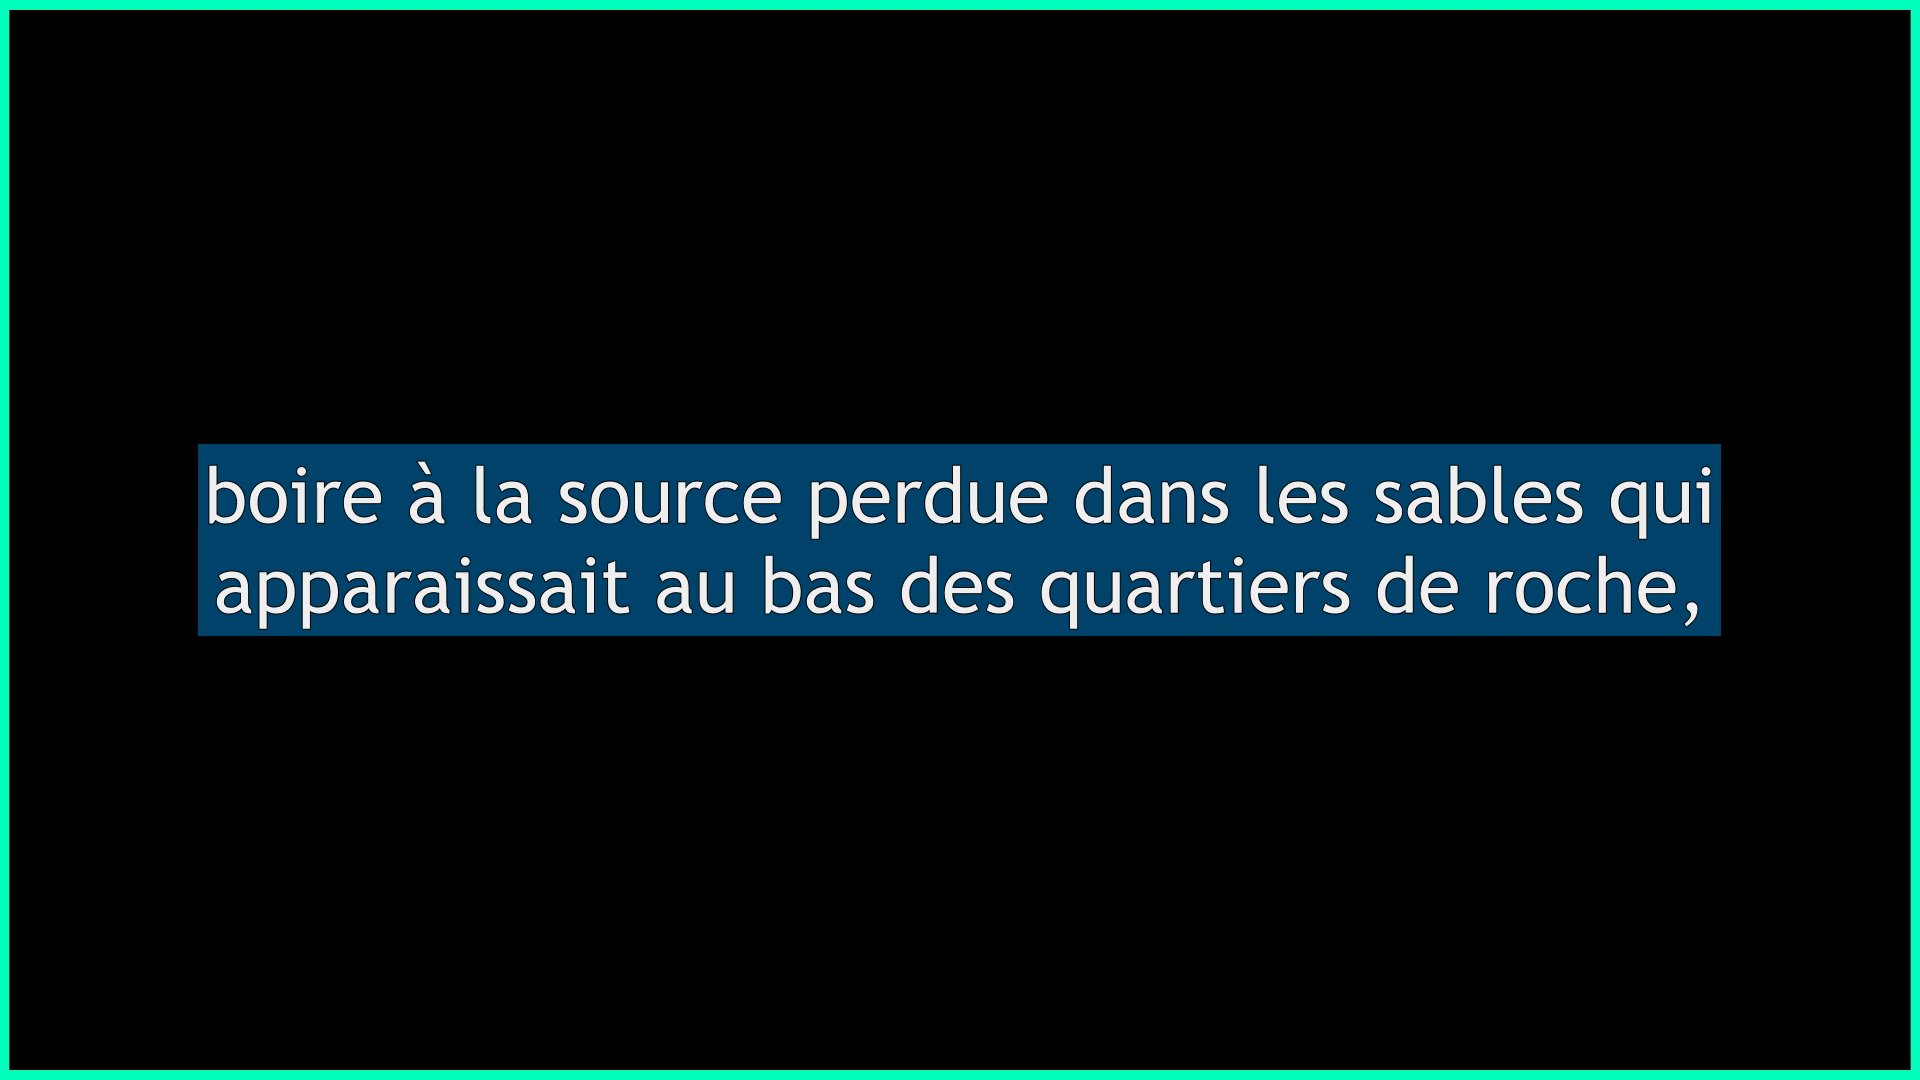 boire à la source perdue dans les sables qui
apparaissait au bas des quartiers de roche,